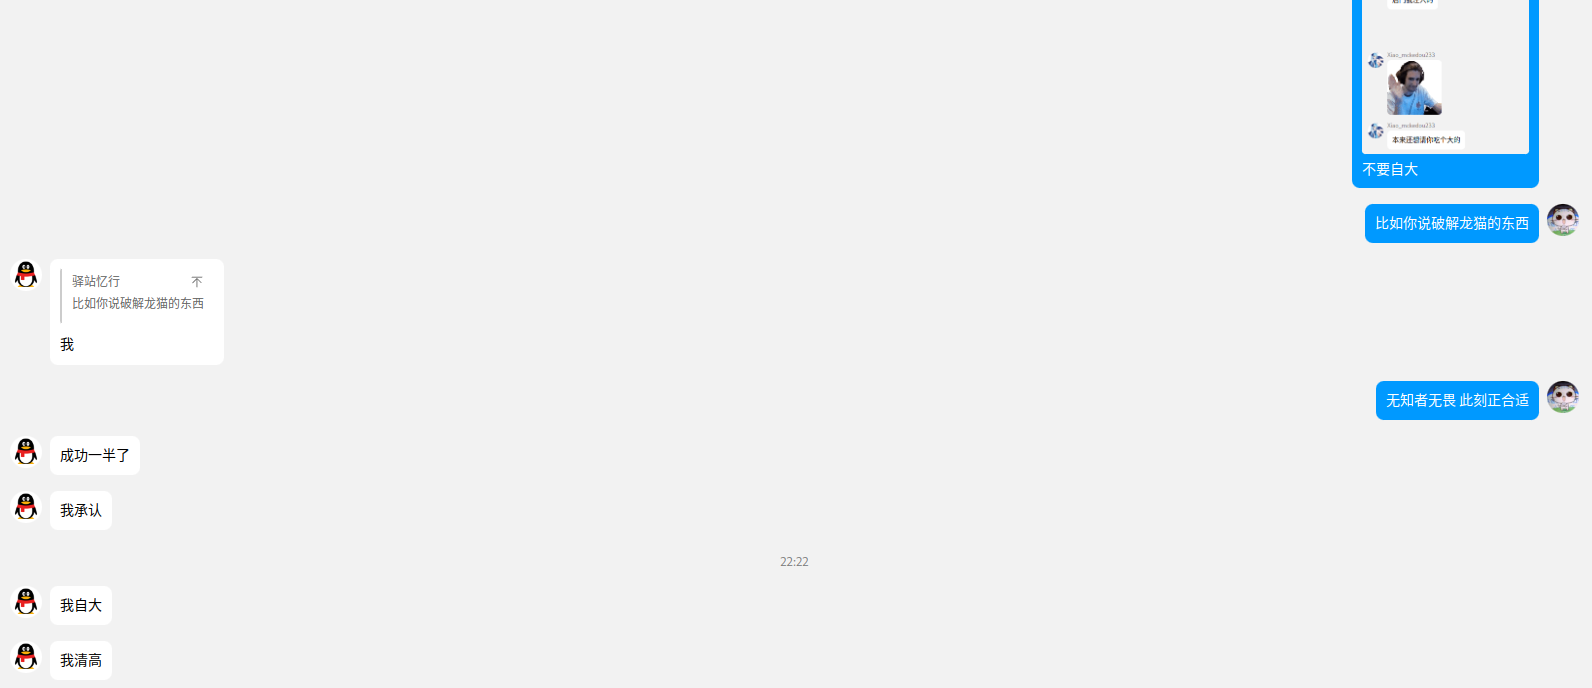 Xiao_mokedou233
Xiao_mokedou233
本来还想请你吃个大的
不要自大
比如你说破解龙猫的东西
驿站忆行
比如你说破解龙猫的东西
我
无知者无畏 此刻正合适
成功一半了
我承认
22:22
我自大
我清高